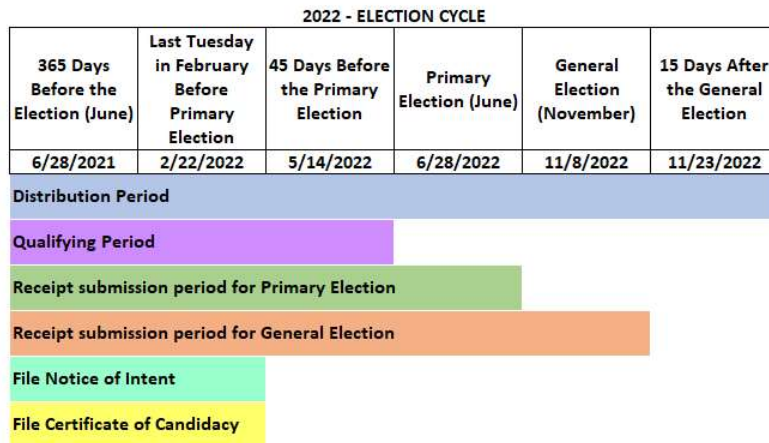 2022 - ELECTION CYCLE
365 Days
Before the
Election (June)
Last Tuesday
in February
Before
Primary
Election
45 Days Before
the Primary
Election
Primary
Election (June)
General
Election
(November)
15 Days After
the General
Election
6/28/2021 2/22/2022 5/14/2022 6/28/2022 11/8/2022 11/23/2022
Distribution Period
Qualifying Period
Receipt submission period for Primary Election
Receipt submission period for General Election
File Notice of Intent
File Certificate of Candidacy